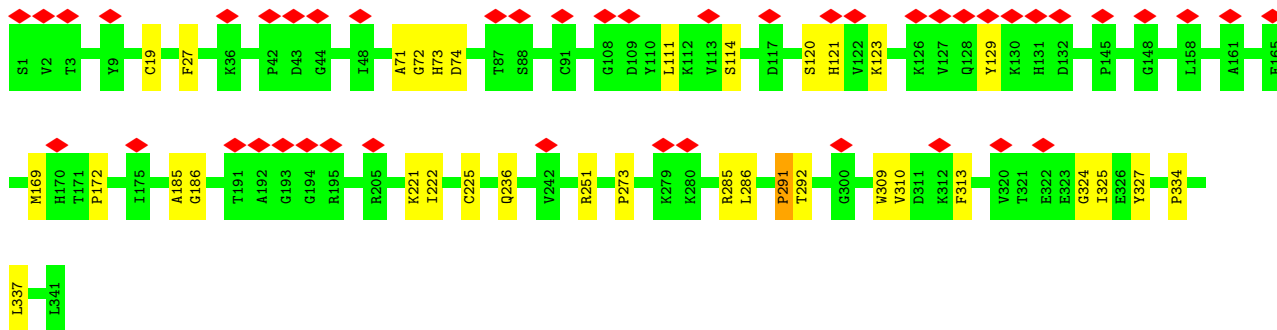 S1 V2 T3 Y9 C19 F27 K36 P42 D43 G44 I48 A71 G72 H73 D74 T87 S88 C91 G108 D109 Y110 L111 K112 V113 S114 D117 S120 H121 V122 K123 K126 V127 Q128 Y129 K130 H131 D132 P145 G148 L158 A161
M169 H170 T171 P172 I175 A185 G186 T191 A192 G193 G194 R195 R205 K221 I222 C225 Q236 V242 R251 P273 K279 K280 R285 L286 P291 T292 G300 W309 V310 D311 K312 F313 V320 T321 E322 E323 G324 I325 E326 Y327 P334
L337 L341